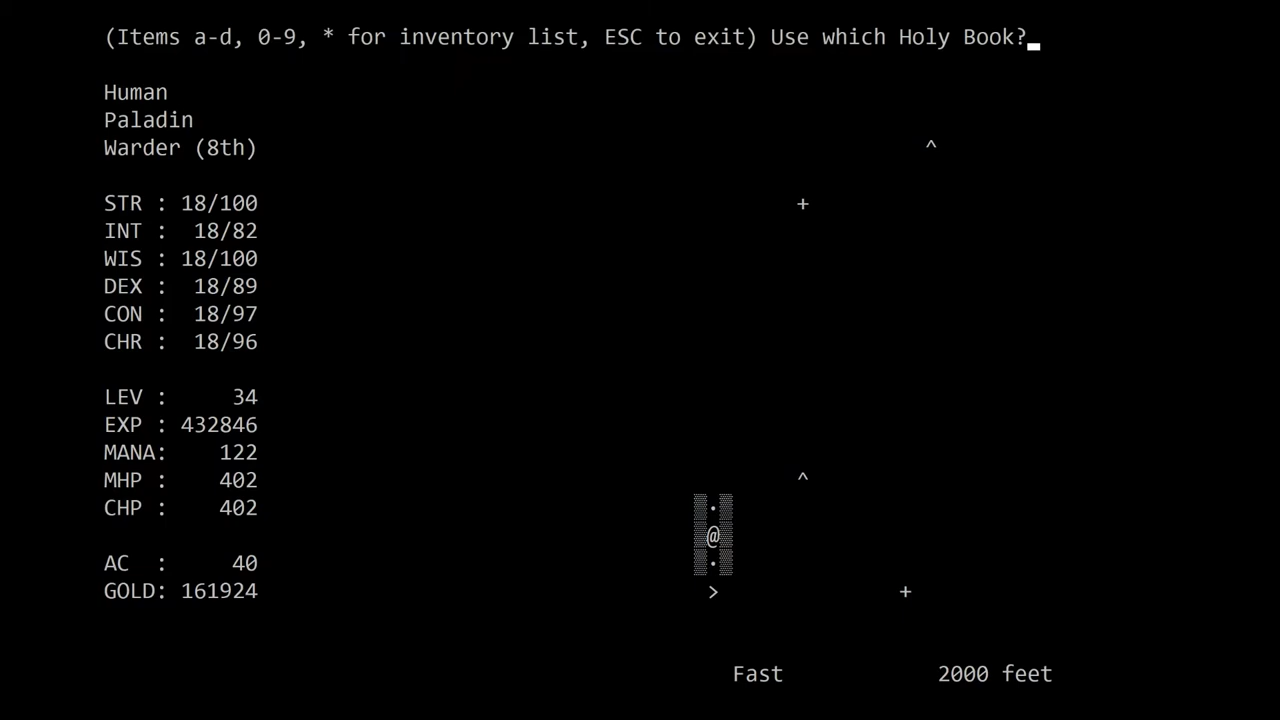 (Items a-d, 0-9, * for inventory list, ESC to exit) Use which Holy Book?
Human
Paladin
Warder (8th)
^
STR : 18/100
+
INT : 18/82
WIS : 18/100
DEX : 18/89
CON : 18/97
CHR : 18/96
LEV : 34
EXP : 432846
MANA: 122
MHP : 402
^
CHP : 402
.
@
AC : 40
.
GOLD: 161924
> +
Fast 2000 feet